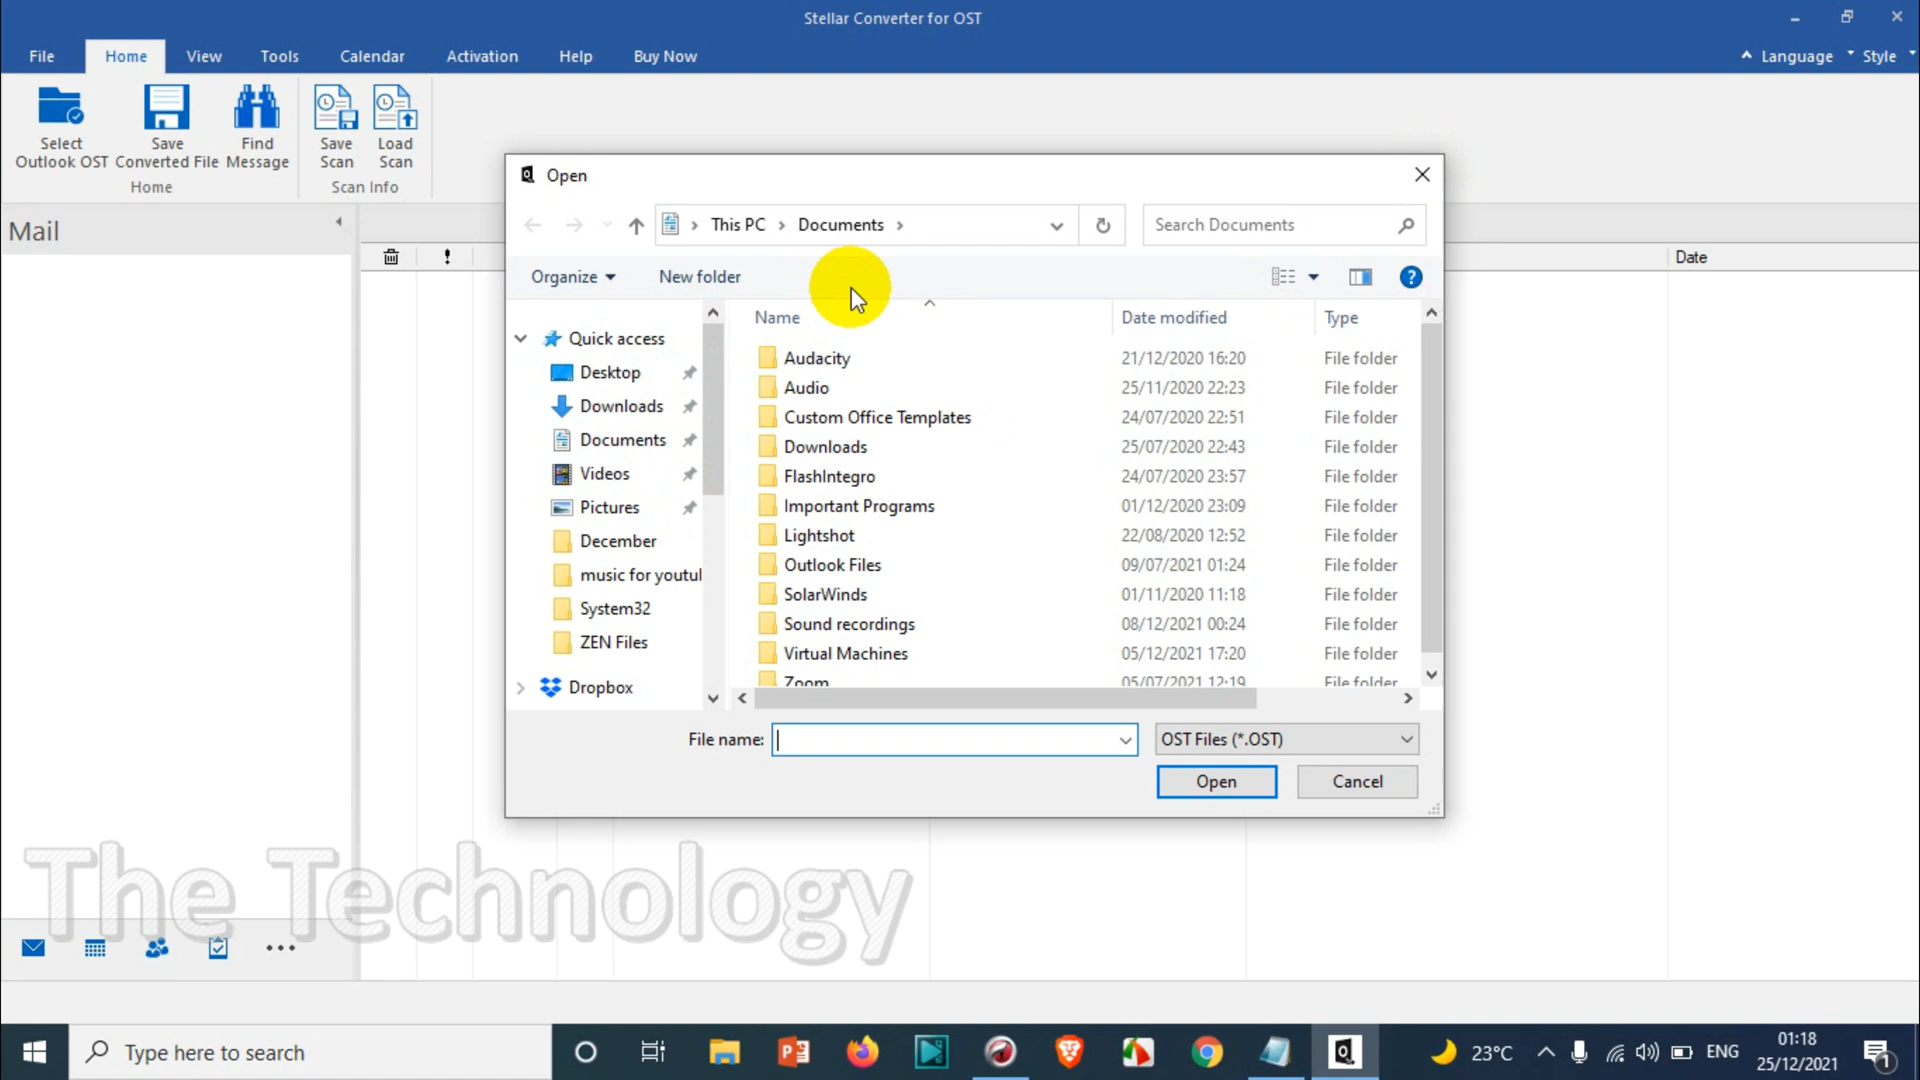 Stellar Converter for OST
File Home View Tools Calendar Activation Help Buy Now Language Style
Select Outlook OST
Save Converted File
Find Message
Save Scan
Load Scan
Home
Scan Info
Mail
Date
Open
This PC Documents
Search Documents
Organize New folder
Name Date modified Type
Quick access
Desktop
Downloads
Documents
Videos
Pictures
December
music for youtul
System32
ZEN Files
Dropbox
Audacity 21/12/2020 16:20 File folder
Audio 25/11/2020 22:23 File folder
Custom Office Templates 24/07/2020 22:51 File folder
Downloads 25/07/2020 22:43 File folder
FlashIntegro 24/07/2020 23:57 File folder
Important Programs 01/12/2020 23:09 File folder
Lightshot 22/08/2020 12:52 File folder
Outlook Files 09/07/2021 01:24 File folder
SolarWinds 01/11/2020 11:18 File folder
Sound recordings 08/12/2021 00:24 File folder
Virtual Machines 05/12/2021 17:20 File folder
Zoom 05/07/2021 12:19 File folder
File name: OST Files (*.OST)
Open Cancel
The Technology
Type here to search
23°C ENG
01:18
25/12/2021
1